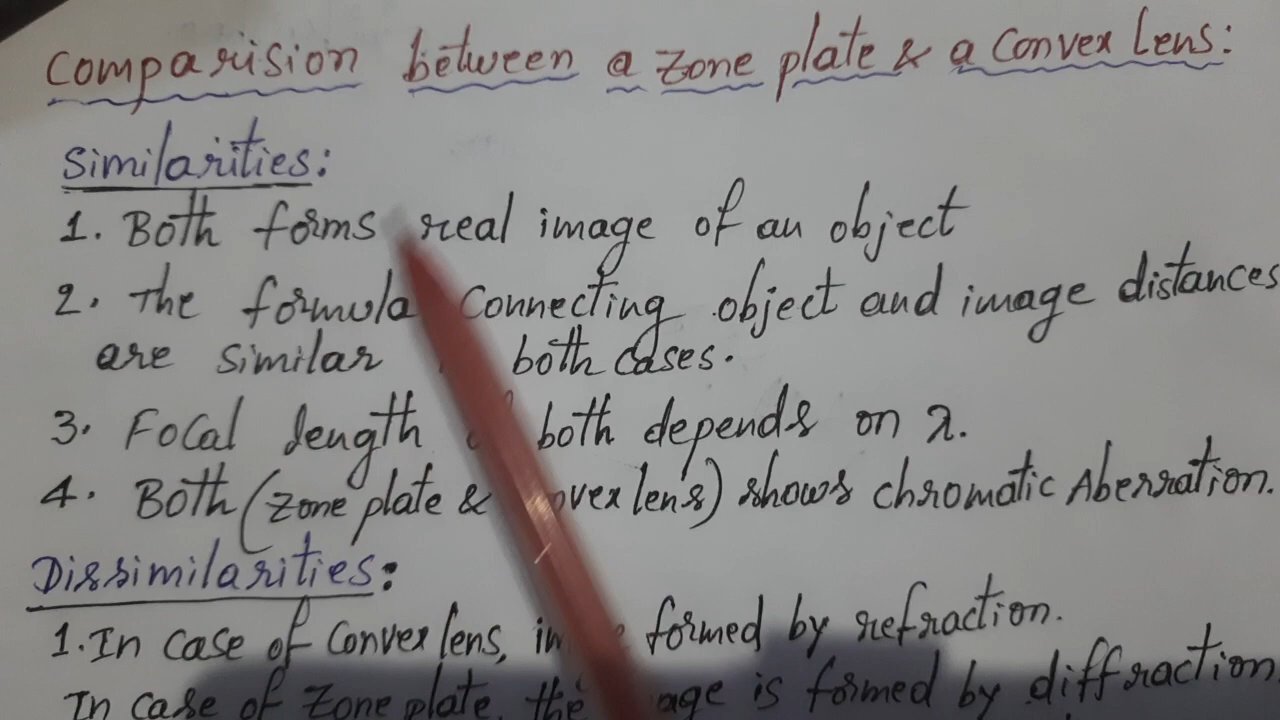 Comparision between a zone plate & a Convex lens:
Similarities:
1. Both forms real image of an object
2. The formula Connecting object and image distances
are similar both cases.
3. Focal length both depends on λ.
4. Both (zone plate & lens) shows chromatic Aberration.
Dissimilarities:
1. In case of Convex lens, formed by refraction.
In case of Zone plate, the is formed by diffraction